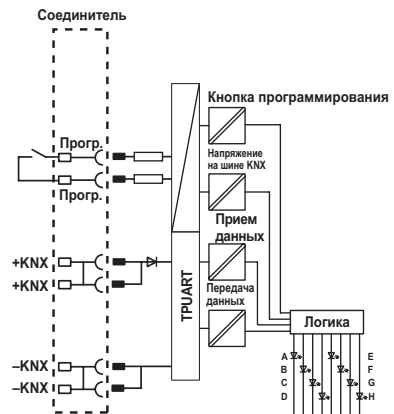 Соединитель
Кнопка программирования
Прогр.
Напряжение
на шине KNX
Прогр.
Прием
данных
+KNX
+KNX
Передача
данных
TPUART
Логика
–KNX
–KNX
A
E
B
F
C
G
D
H